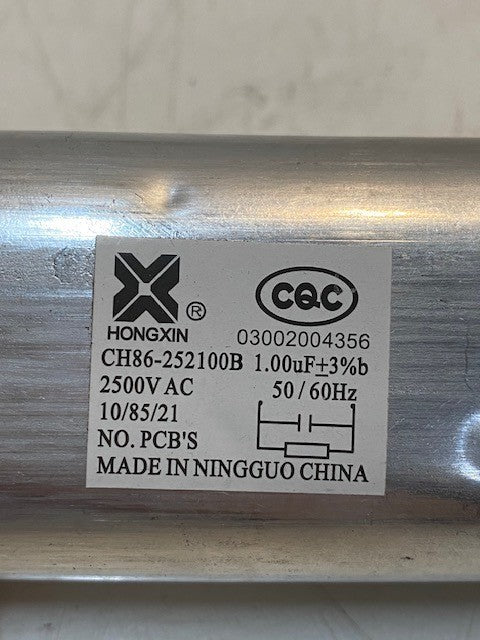 HONGXIN ®
CQC
03002004356
CH86-252100B 1.00uF±3%b
2500V AC 50/60Hz
10/85/21
NO. PCB'S
MADE IN NINGGUO CHINA